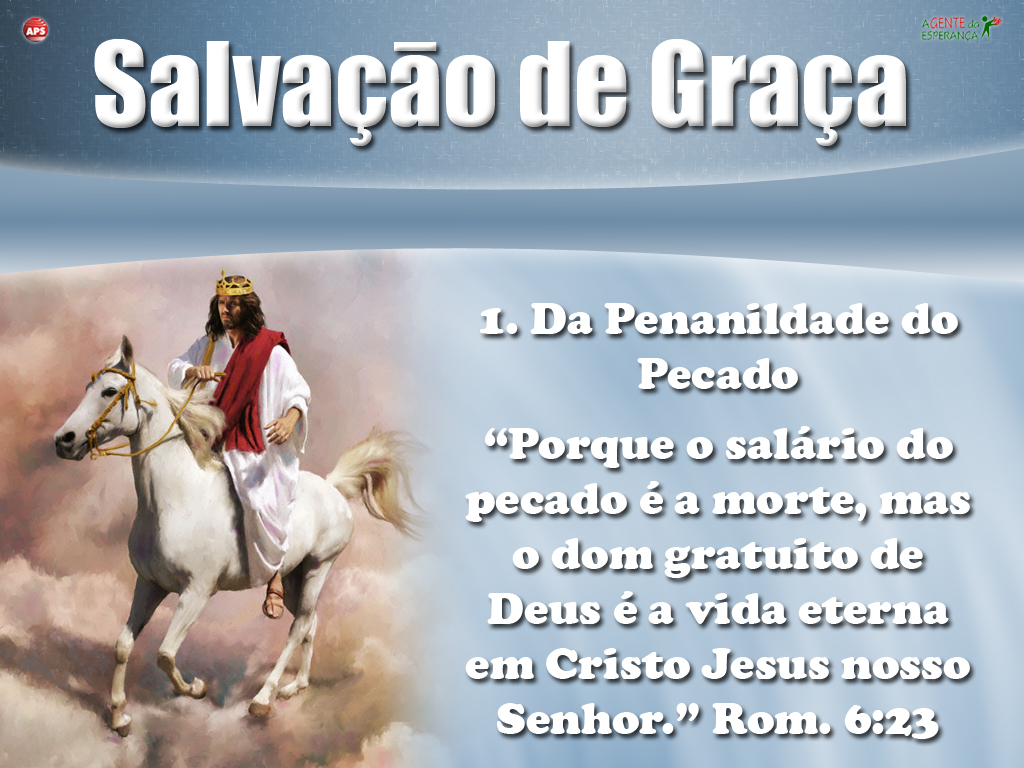 APS
AGENTE da
ESPERANÇA
Salvação de Graça
1. Da Penanildade do
Pecado
“Porque o salário do
pecado é a morte, mas
o dom gratuito de
Deus é a vida eterna
em Cristo Jesus nosso
Senhor.” Rom. 6:23